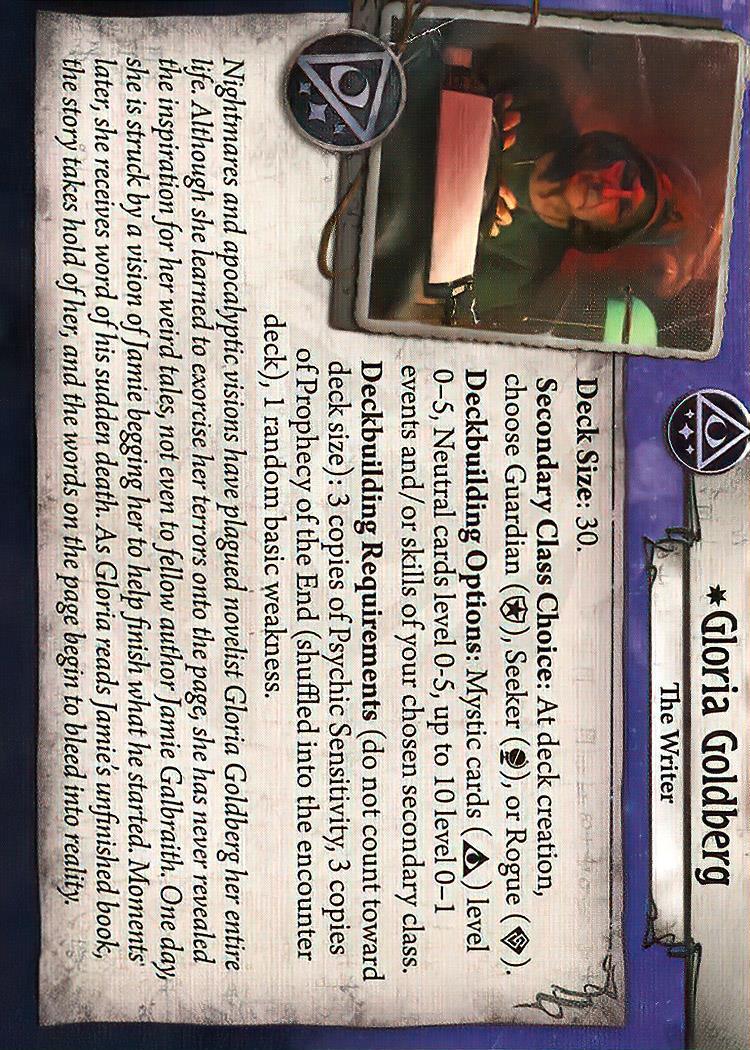 Gloria Goldberg
The Writer
Deck Size: 30.
Secondary Class Choice: At deck creation,
choose Guardian (), Seeker (), or Rogue ().
Deckbuilding Options: Mystic cards () level
0–5, Neutral cards level 0-5, up to 10 level 0–1
events and/or skills of your chosen secondary class.
Deckbuilding Requirements (do not count toward
deck size): 3 copies of Psychic Sensitivity, 3 copies
of Prophecy of the End (shuffled into the encounter
deck), 1 random basic weakness.
Nightmares and apocalyptic visions have plagued novelist Gloria Goldberg her entire
life. Although she learned to exorcise her terrors onto the page, she has never revealed
the inspiration for her weird tales, not even to fellow author Jamie Galbraith. One day,
she is struck by a vision of Jamie begging her to help finish what he started. Moments
later, she receives word of his sudden death. As Gloria reads Jamie's unfinished book,
the story takes hold of her, and the words on the page begin to bleed into reality.